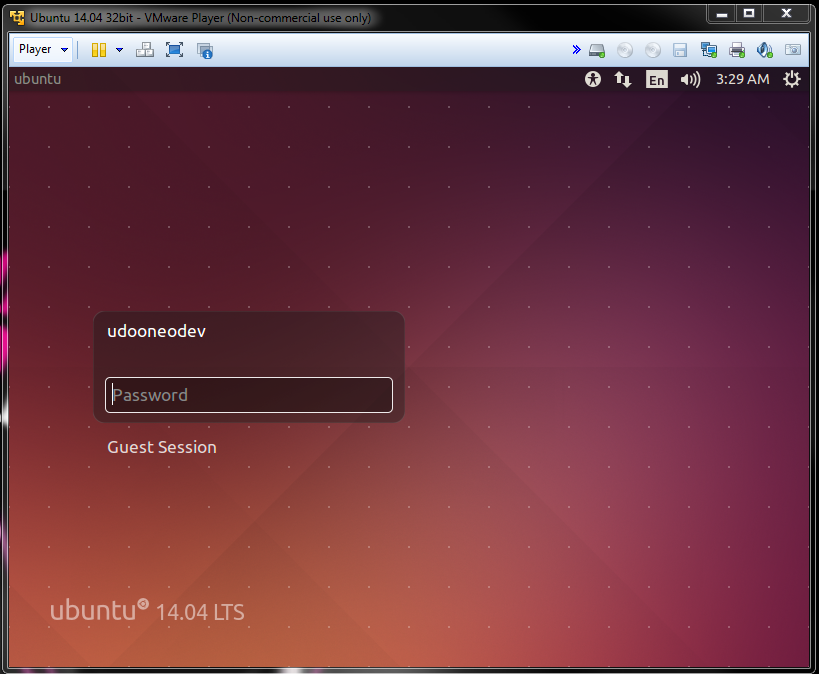 Ubuntu 14.04 32bit - VMware Player (Non-commercial use only)
Player
ubuntu
En
3:29 AM
udooneodev
Password
Guest Session
ubuntu 14.04 LTS